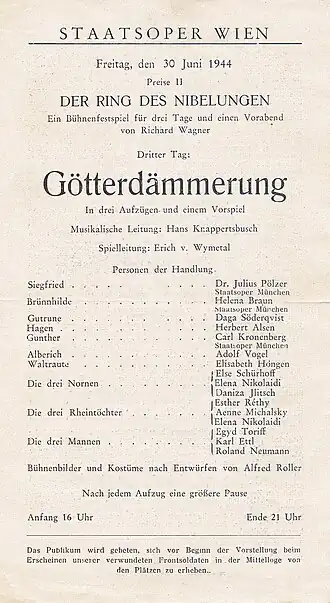 STAATSOPER WIEN
Freitag, den 30 Juni 1944
Preise II
DER RING DES NIBELUNGEN
Ein Bühnenfestspiel für drei Tage und einen Vorabend
von Richard Wagner
Dritter Tag:
Götterdämmerung
In drei Aufzügen und einem Vorspiel
Musikalische Leitung: Hans Knappertsbusch
Spielleitung: Erich v. Wymetal
Personen der Handlung
Siegfried . . . . . . . . . . . Dr. Julius Pölzer
Staatsoper München
Brünnhilde . . . . . . . . . . Helena Braun
Staatsoper München
Gutrune . . . . . . . . . . . Daga Söderqvist
Hagen . . . . . . . . . . . . Herbert Alsen
Gunther . . . . . . . . . . . Carl Kronenberg
Staatsoper München
Alberich . . . . . . . . . . . Adolf Vogel
Waltraute . . . . . . . . . . Elisabeth Höngen
Else Schürhoff
Die drei Nornen . . . . . . . . Elena Nikolaidi
Daniza Jlitsch
Esther Réthy
Die drei Rheintöchter . . . . . . Aenne Michalsky
Elena Nikolaidi
Egyd Toriff
Die drei Mannen . . . . . . . . Karl Ettl
Roland Neumann
Bühnenbilder und Kostüme nach Entwürfen von Alfred Roller
Nach jedem Aufzug eine größere Pause
Anfang 16 Uhr Ende 21 Uhr
Das Publikum wird gebeten, sich vor Beginn der Vorstellung beim
Erscheinen unserer verwundeten Frontsoldaten in der Mittelloge von
den Plätzen zu erheben..